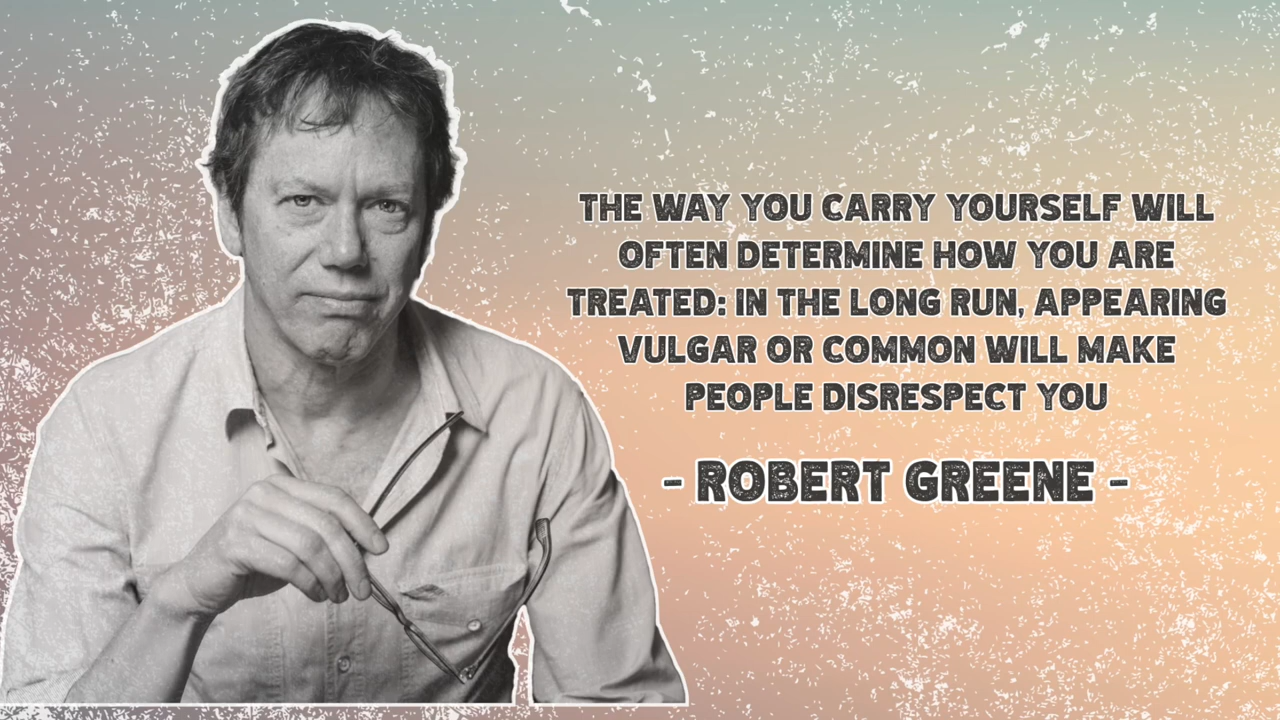 THE WAY YOU CARRY YOURSELF WILL
OFTEN DETERMINE HOW YOU ARE
TREATED: IN THE LONG RUN, APPEARING
VULGAR OR COMMON WILL MAKE
PEOPLE DISRESPECT YOU
- ROBERT GREENE -